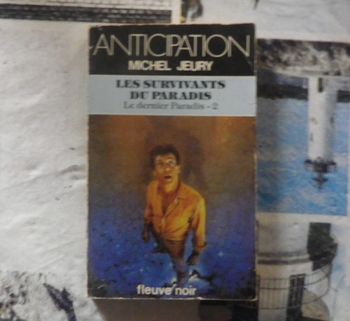 ANTICIPATION
MICHEL JEURY
LES SURVIVANTS
DU PARADIS
Le dernier Paradis - 2
fleuve noir